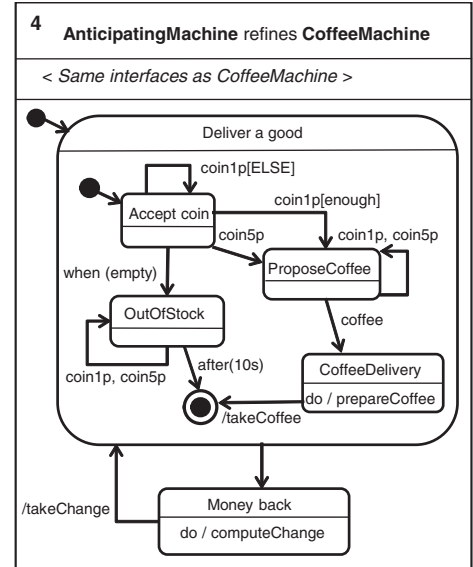 4
AnticipatingMachine refines CoffeeMachine
< Same interfaces as CoffeeMachine >
Deliver a good
coin1p[ELSE]
Accept coin
coin1p[enough]
coin5p
coin1p, coin5p
when (empty)
ProposeCoffee
OutOfStock
coffee
after(10s)
coin1p, coin5p
CoffeeDelivery
do / prepareCoffee
/takeCoffee
/takeChange
Money back
do / computeChange